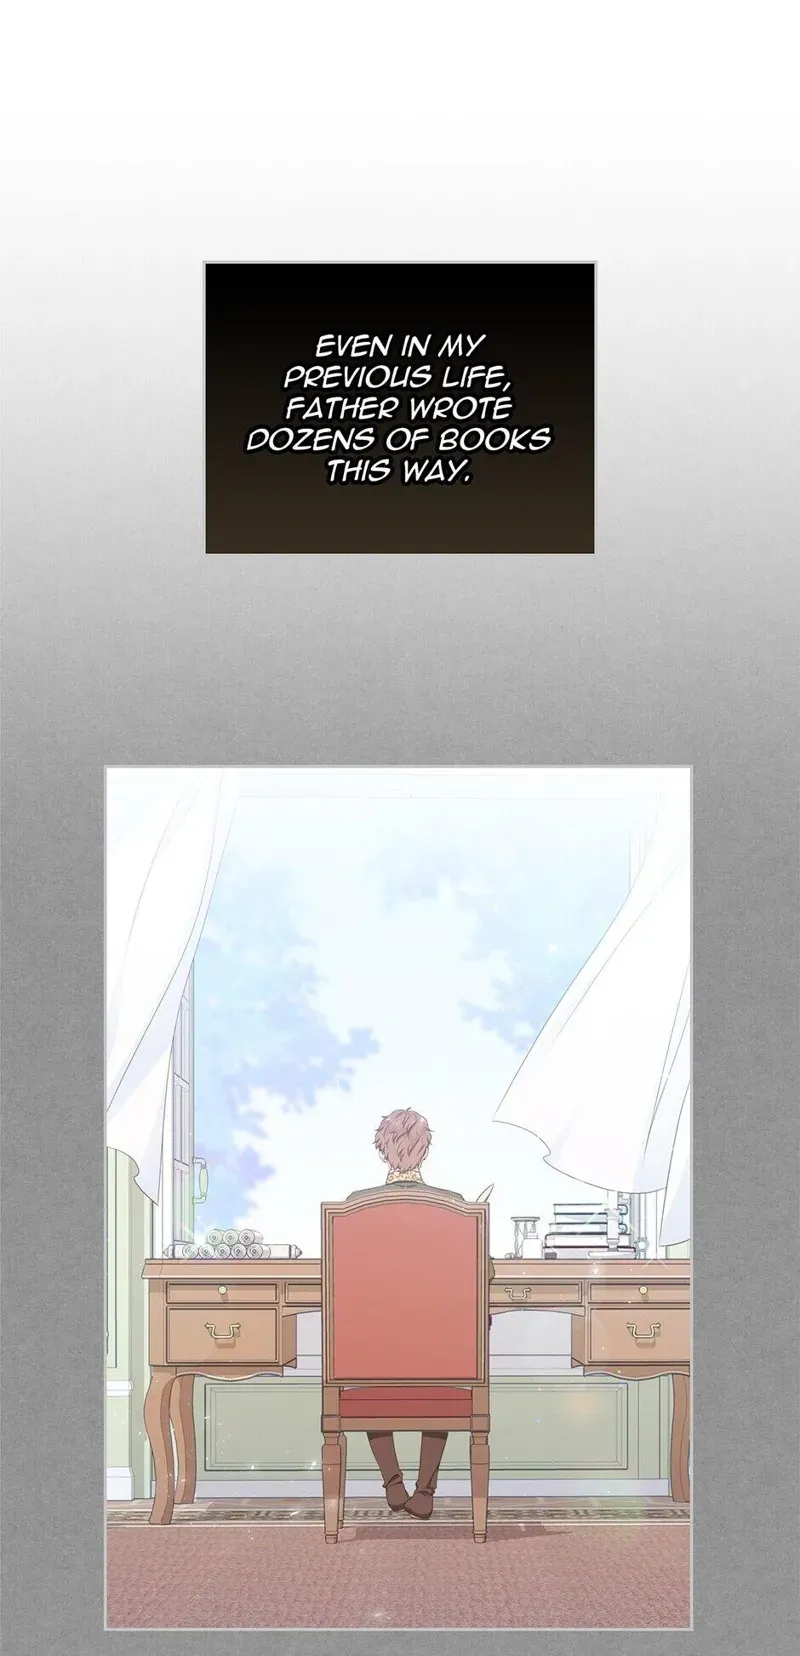 EVEN IN MY
PREVIOUS LIFE,
FATHER WROTE
DOZENS OF BOOKS
THIS WAY.